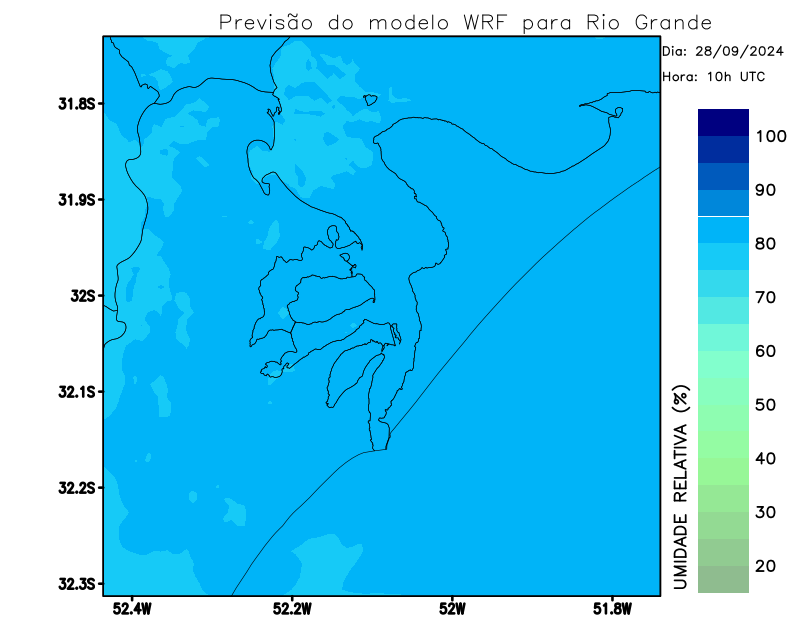 Previsão do modelo WRF para Rio Grande
Dia: 28/09/2024
Hora: 10h UTC
31.8S
31.9S
32S
32.1S
32.2S
32.3S
52.4W
52.2W
52W
51.8W
UMIDADE RELATIVA (%)
100
90
80
70
60
50
40
30
20